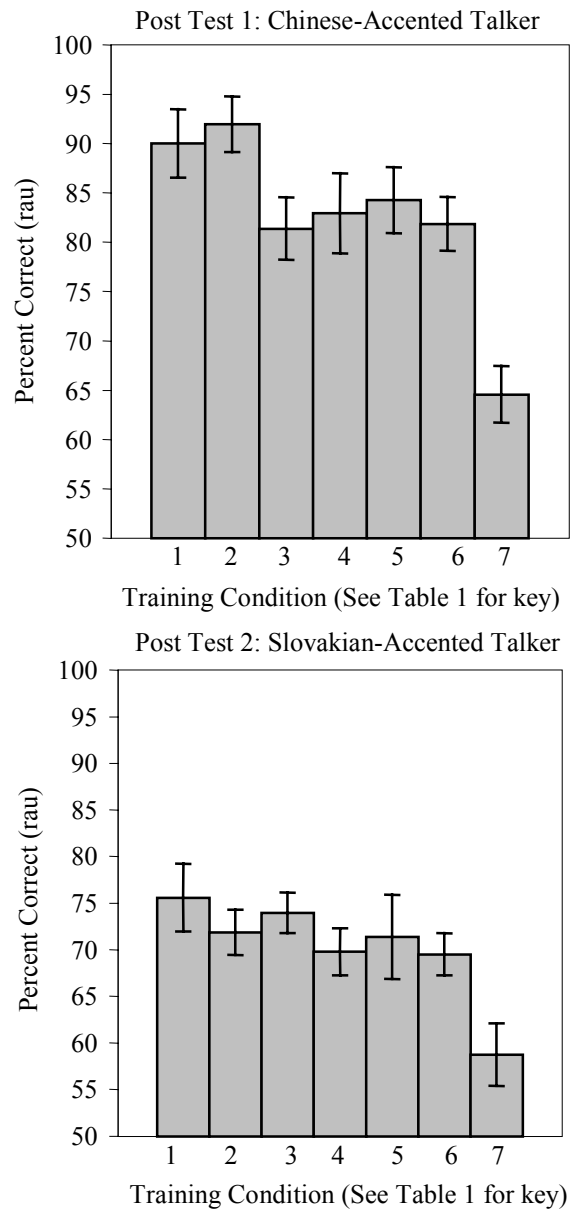 Post Test 1: Chinese-Accented Talker
100
95
90
85
80
75
70
65
60
55
50
Percent Correct (rau)
1 2 3 4 5 6 7
Training Condition (See Table 1 for key)
Post Test 2: Slovakian-Accented Talker
100
95
90
85
80
75
70
65
60
55
50
Percent Correct (rau)
1 2 3 4 5 6 7
Training Condition (See Table 1 for key)